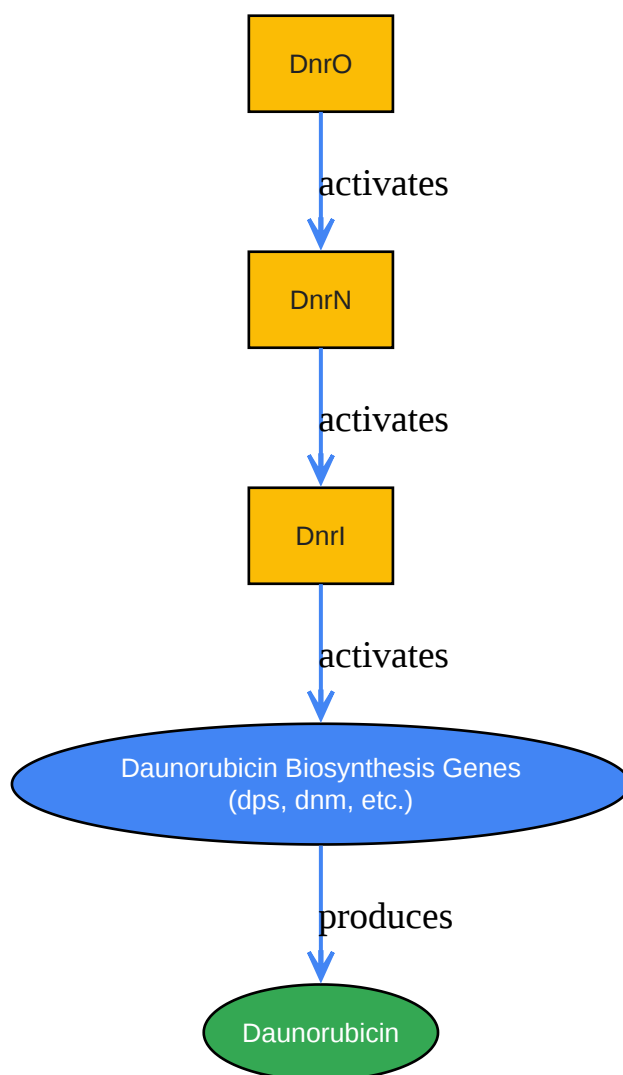 DnrO
activates
DnrN
activates
DnrI
activates
Daunorubicin Biosynthesis Genes
(dps, dnm, etc.)
produces
Daunorubicin